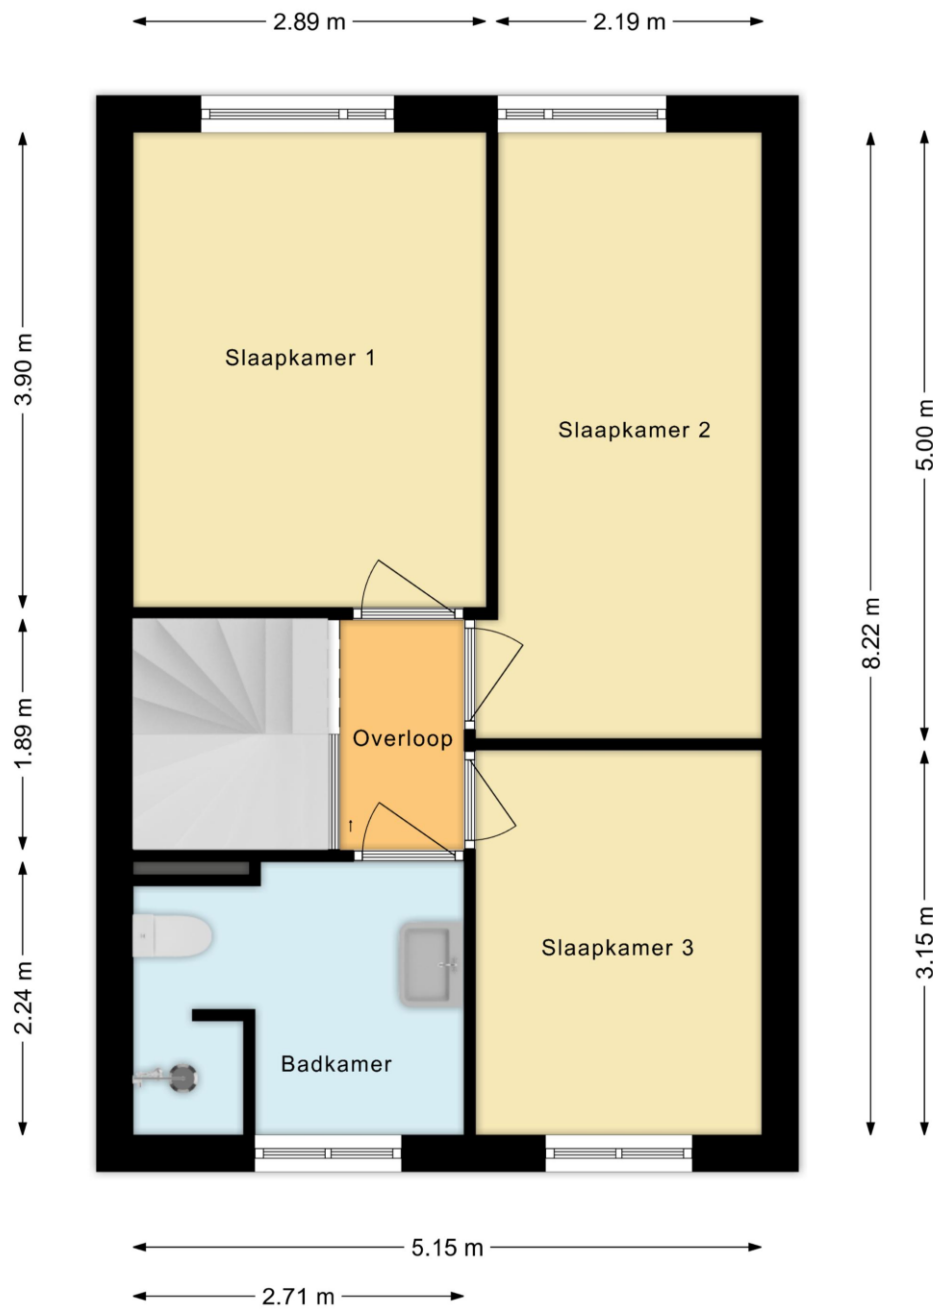 2.89 m
2.19 m
3.90 m
Slaapkamer 1
Slaapkamer 2
5.00 m
8.22 m
1.89 m
Overloop
↑
Slaapkamer 3
3.15 m
2.24 m
Badkamer
5.15 m
2.71 m